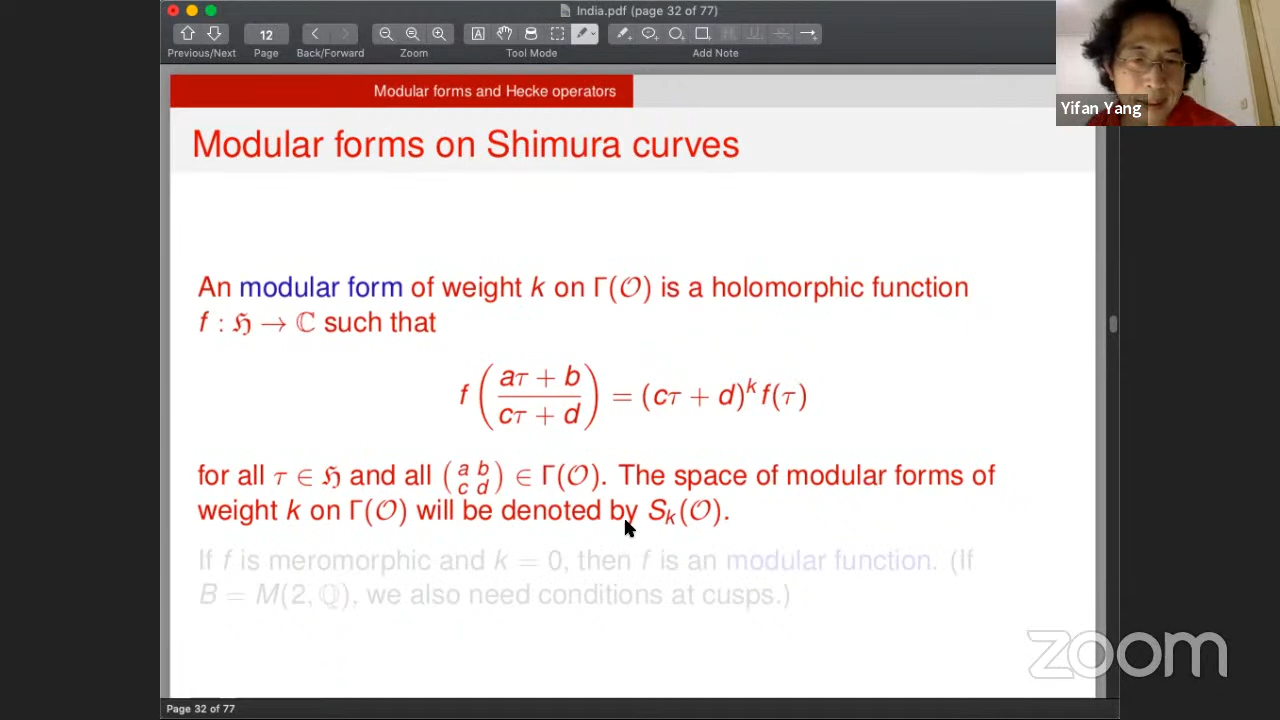 India.pdf (page 32 of 77)
12
Previous/Next
Page
Back/Forward
Zoom
Tool Mode
Add Note
Yifan Yang
Modular forms and Hecke operators
Modular forms on Shimura curves
An modular form of weight k on Γ(𝒪) is a holomorphic function
f : ℌ → ℂ such that
f((aτ + b)/(cτ + d)) = (cτ + d)^k f(τ)
for all τ ∈ ℌ and all (a b; c d) ∈ Γ(𝒪). The space of modular forms of
weight k on Γ(𝒪) will be denoted by S_k(𝒪).
If f is meromorphic and k = 0, then f is an modular function. (If
B = M(2, ℚ), we also need conditions at cusps.)
zoom
Page 32 of 77